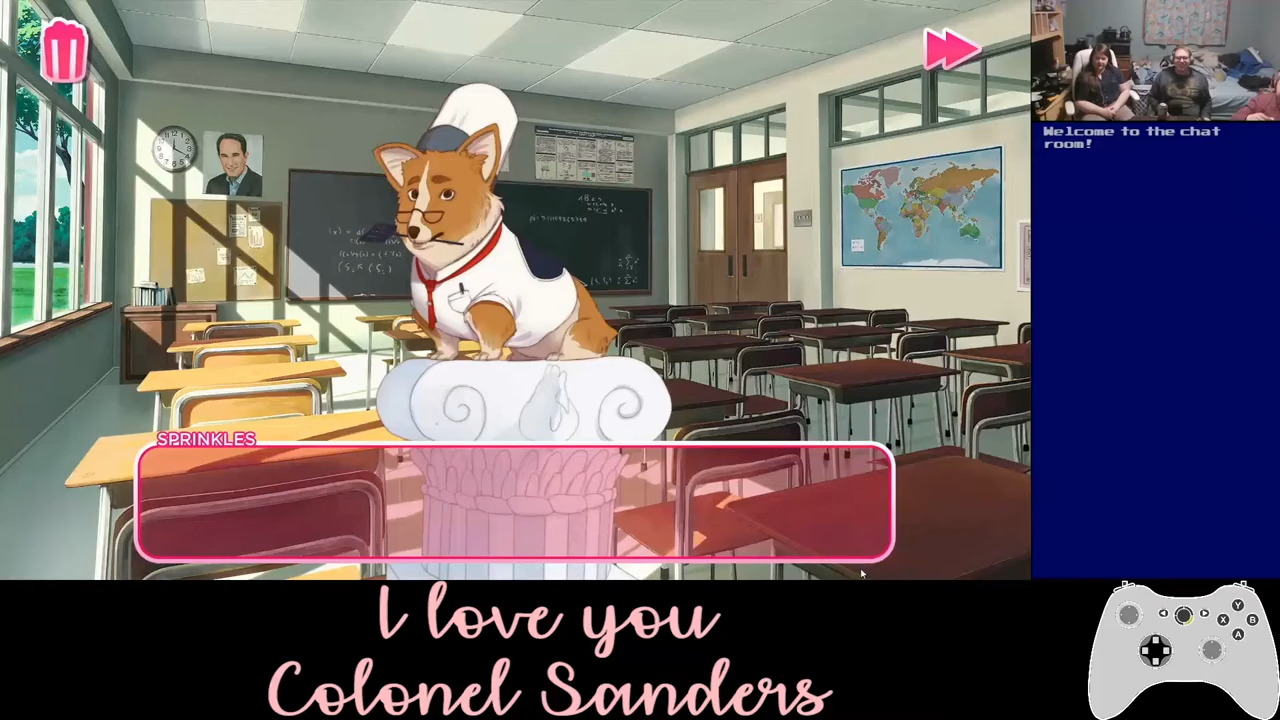 Welcome to the chat
room!
SPRINKLES
I love you
Colonel Sanders
Y
X
B
A